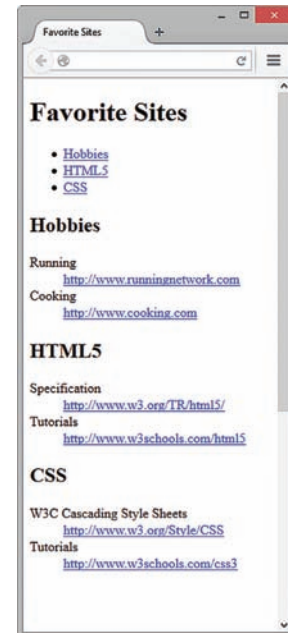 Favorite Sites
Favorite Sites
Hobbies
HTML5
CSS
Hobbies
Running
http://www.runningnetwork.com
Cooking
http://www.cooking.com
HTML5
Specification
http://www.w3.org/TR/html5/
Tutorials
http://www.w3schools.com/html5
CSS
W3C Cascading Style Sheets
http://www.w3.org/Style/CSS
Tutorials
http://www.w3schools.com/css3